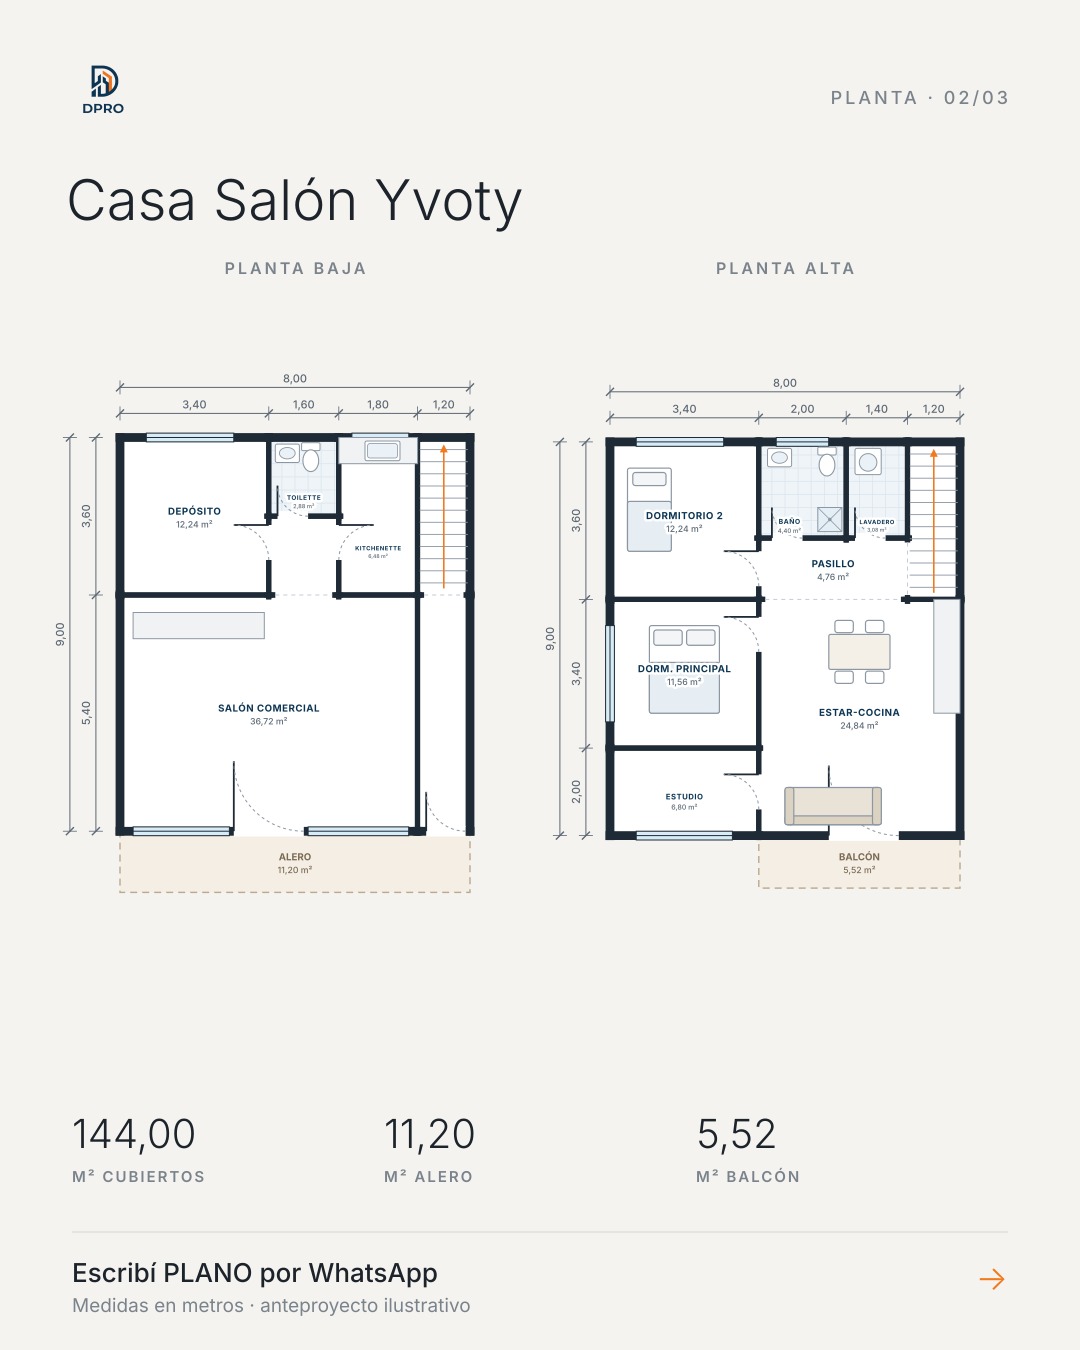 DPRO
PLANTA · 02/03
Casa Salón Yvoty
PLANTA BAJA
PLANTA ALTA
8,00
3,40
1,60
1,80
1,20
9,00
3,60
5,40
DEPÓSITO
12,24 m²
TOILETTE
2,88 m²
KITCHENETTE
6,48 m²
SALÓN COMERCIAL
36,72 m²
ALERO
11,20 m²
8,00
3,40
2,00
1,40
1,20
9,00
3,60
3,40
2,00
DORMITORIO 2
12,24 m²
BAÑO
4,40 m²
LAVADERO
3,08 m²
PASILLO
4,76 m²
DORM. PRINCIPAL
11,56 m²
ESTAR-COCINA
24,84 m²
ESTUDIO
6,80 m²
BALCÓN
5,52 m²
144,00
M² CUBIERTOS
11,20
M² ALERO
5,52
M² BALCÓN
Escribí PLANO por WhatsApp
Medidas en metros · anteproyecto ilustrativo